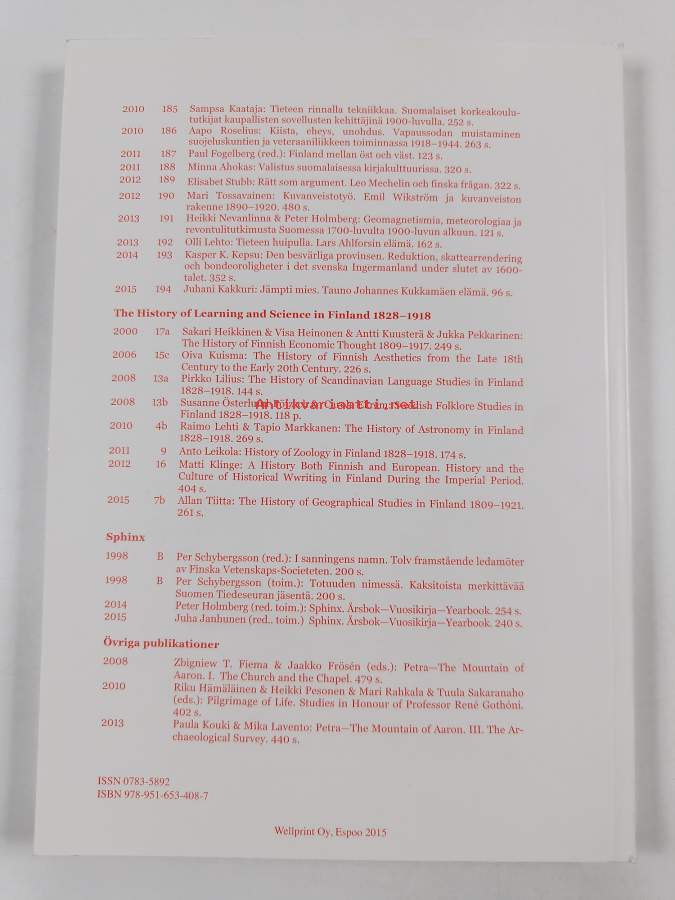 2010 185 Sampsa Kaataja: Tieteen rinnalla tekniikkaa. Suomalaiset korkeakoulu-
tutkijat kaupallisten sovellusten kehittäjinä 1900-luvulla. 252 s.
2010 186 Aapo Roselius: Kiista, eheys, unohdus. Vapaussodan muistaminen
suojeluskuntien ja veteraaniliikkeen toiminnassa 1918–1944. 263 s.
2011 187 Paul Fogelberg (red.): Finland mellan öst och väst. 123 s.
2011 188 Minna Ahokas: Valistus suomalaisessa kirjakulttuurissa. 320 s.
2012 189 Elisabet Stubb: Rätt som argument. Leo Mechelin och finska frågan. 322 s.
2012 190 Mari Tossavainen: Kuvanveistotyö. Emil Wikström ja kuvanveiston
rakenne 1890–1920. 480 s.
2013 191 Heikki Nevanlinna & Peter Holmberg: Geomagnetismia, meteorologiaa ja
revontulitutkimusta Suomessa 1700-luvulta 1900-luvun alkuun. 121 s.
2013 192 Olli Lehto: Tieteen huipulla. Lars Ahlforsin elämä. 162 s.
2014 193 Kasper K. Kepsu: Den besvärliga provinsen. Reduktion, skattearrendering
och bondeoroligheter i det svenska Ingermanland under slutet av 1600-
talet. 352 s.
2015 194 Juhani Kakkuri: Jämpti mies. Tauno Johannes Kukkamäen elämä. 96 s.
The History of Learning and Science in Finland 1828–1918
2000 17a Sakari Heikkinen & Visa Heinonen & Antti Kuusterä & Jukka Pekkarinen:
The History of Finnish Economic Thought 1809–1917. 249 s.
2006 15c Oiva Kuisma: The History of Finnish Aesthetics from the Late 18th
Century to the Early 20th Century. 226 s.
2008 13a Pirkko Lilius: The History of Scandinavian Language Studies in Finland
1828–1918. 144 s.
2008 13b Susanne Österlund-Pötzsch & Carola Ekrem: Swedish Folklore Studies in
Antikvariaatti.net
Finland 1828–1918. 118 p.
2010 4b Raimo Lehti & Tapio Markkanen: The History of Astronomy in Finland
1828–1918. 269 s.
2011 9 Anto Leikola: History of Zoology in Finland 1828–1918. 174 s.
2012 16 Matti Klinge: A History Both Finnish and European. History and the
Culture of Historical Wwriting in Finland During the Imperial Period.
404 s.
2015 7b Allan Tiitta: The History of Geographical Studies in Finland 1809–1921.
261 s.
Sphinx
1998 B Per Schybergsson (red.): I sanningens namn. Tolv framstående ledamöter
av Finska Vetenskaps-Societeten. 200 s.
1998 B Per Schybergsson (toim.): Totuuden nimessä. Kaksitoista merkittävää
Suomen Tiedeseuran jäsentä. 200 s.
2014 Peter Holmberg (red. toim.): Sphinx. Årsbok—Vuosikirja—Yearbook. 254 s.
2015 Juha Janhunen (red.. toim.) Sphinx. Årsbok—Vuosikirja—Yearbook. 240 s.
Övriga publikationer
2008 Zbigniew T. Fiema & Jaakko Frösén (eds.): Petra—The Mountain of
Aaron. I. The Church and the Chapel. 479 s.
2010 Riku Hämäläinen & Heikki Pesonen & Mari Rahkala & Tuula Sakaranaho
(eds.): Pilgrimage of Life. Studies in Honour of Professor René Gothóni.
402 s.
2013 Paula Kouki & Mika Lavento: Petra—The Mountain of Aaron. III. The Ar-
chaeological Survey. 440 s.
ISSN 0783-5892
ISBN 978-951-653-408-7
Wellprint Oy, Espoo 2015